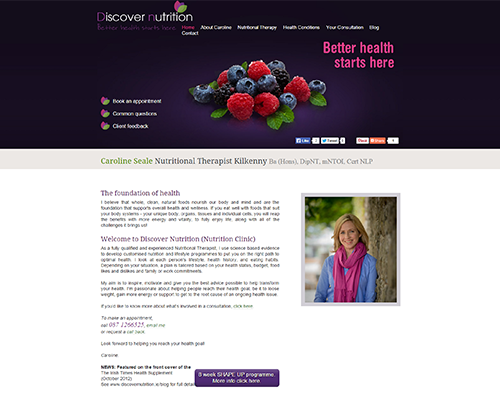 Discover nutrition
Better health starts here
Home About Caroline Nutritional Therapy Health Conditions Your Consultation Blog
Contact
Better health
starts here
Book an appointment
Common questions
Client feedback
Like
Tweet
Share
Caroline Seale Nutritional Therapist Kilkenny Ba (Hons), DipNT, mNTOI, Cert NLP
The foundation of health
I believe that whole, clean, natural foods nourish our body and mind and are the
foundation that supports overall health and wellness. If you eat well with foods that suit
your body systems - your unique body, organs, tissues and individual cells, you will reap
the benefits with more energy and vitality, to fully enjoy life, along with all of the
challenges it brings us!
Welcome to Discover Nutrition (Nutrition Clinic)
As a fully qualified and experienced Nutritional Therapist, I use science based evidence
to develop customised nutrition and lifestyle programmes to put you on the right path to
optimal health. I look at each person's lifestyle, health history, and eating habits.
Depending on your situation, a plan is tailored based on your health status, budget, food
likes and dislikes and family or work commitments.
My aim is to inspire, motivate and give you the best advice possible to help transform
your health. I'm passionate about helping people reach their health goal, be it to lose
weight, gain more energy or support to get to the root cause of an ongoing health issue.
If you'd like to know more about what's involved in a consultation, click here.
To make an appointment,
call 087 1266525, email me
or request a call back.
Look forward to helping you reach your health goal!
Caroline
NEWS: Featured on the front cover of the
The Irish Times Health Supplement
(October 2012)
See www.discovernutrition.ie/blog for full details
8 week SHAPE UP programme.
More info click here